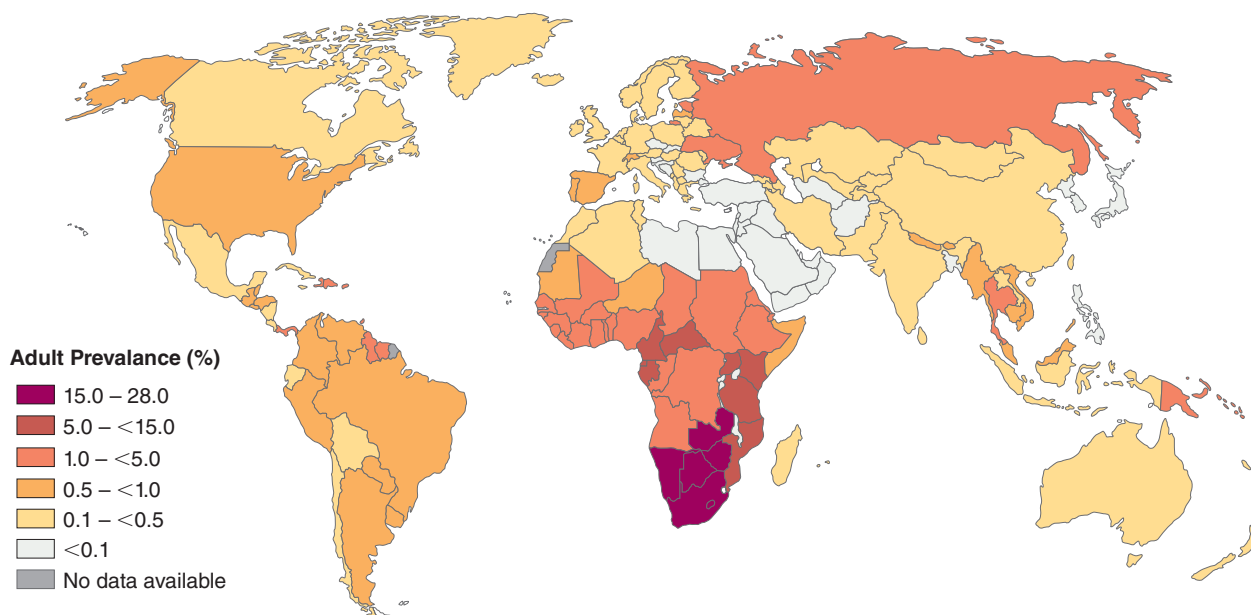 Adult Prevalance (%)
15.0 – 28.0
5.0 – <15.0
1.0 – <5.0
0.5 – <1.0
0.1 – <0.5
<0.1
No data available